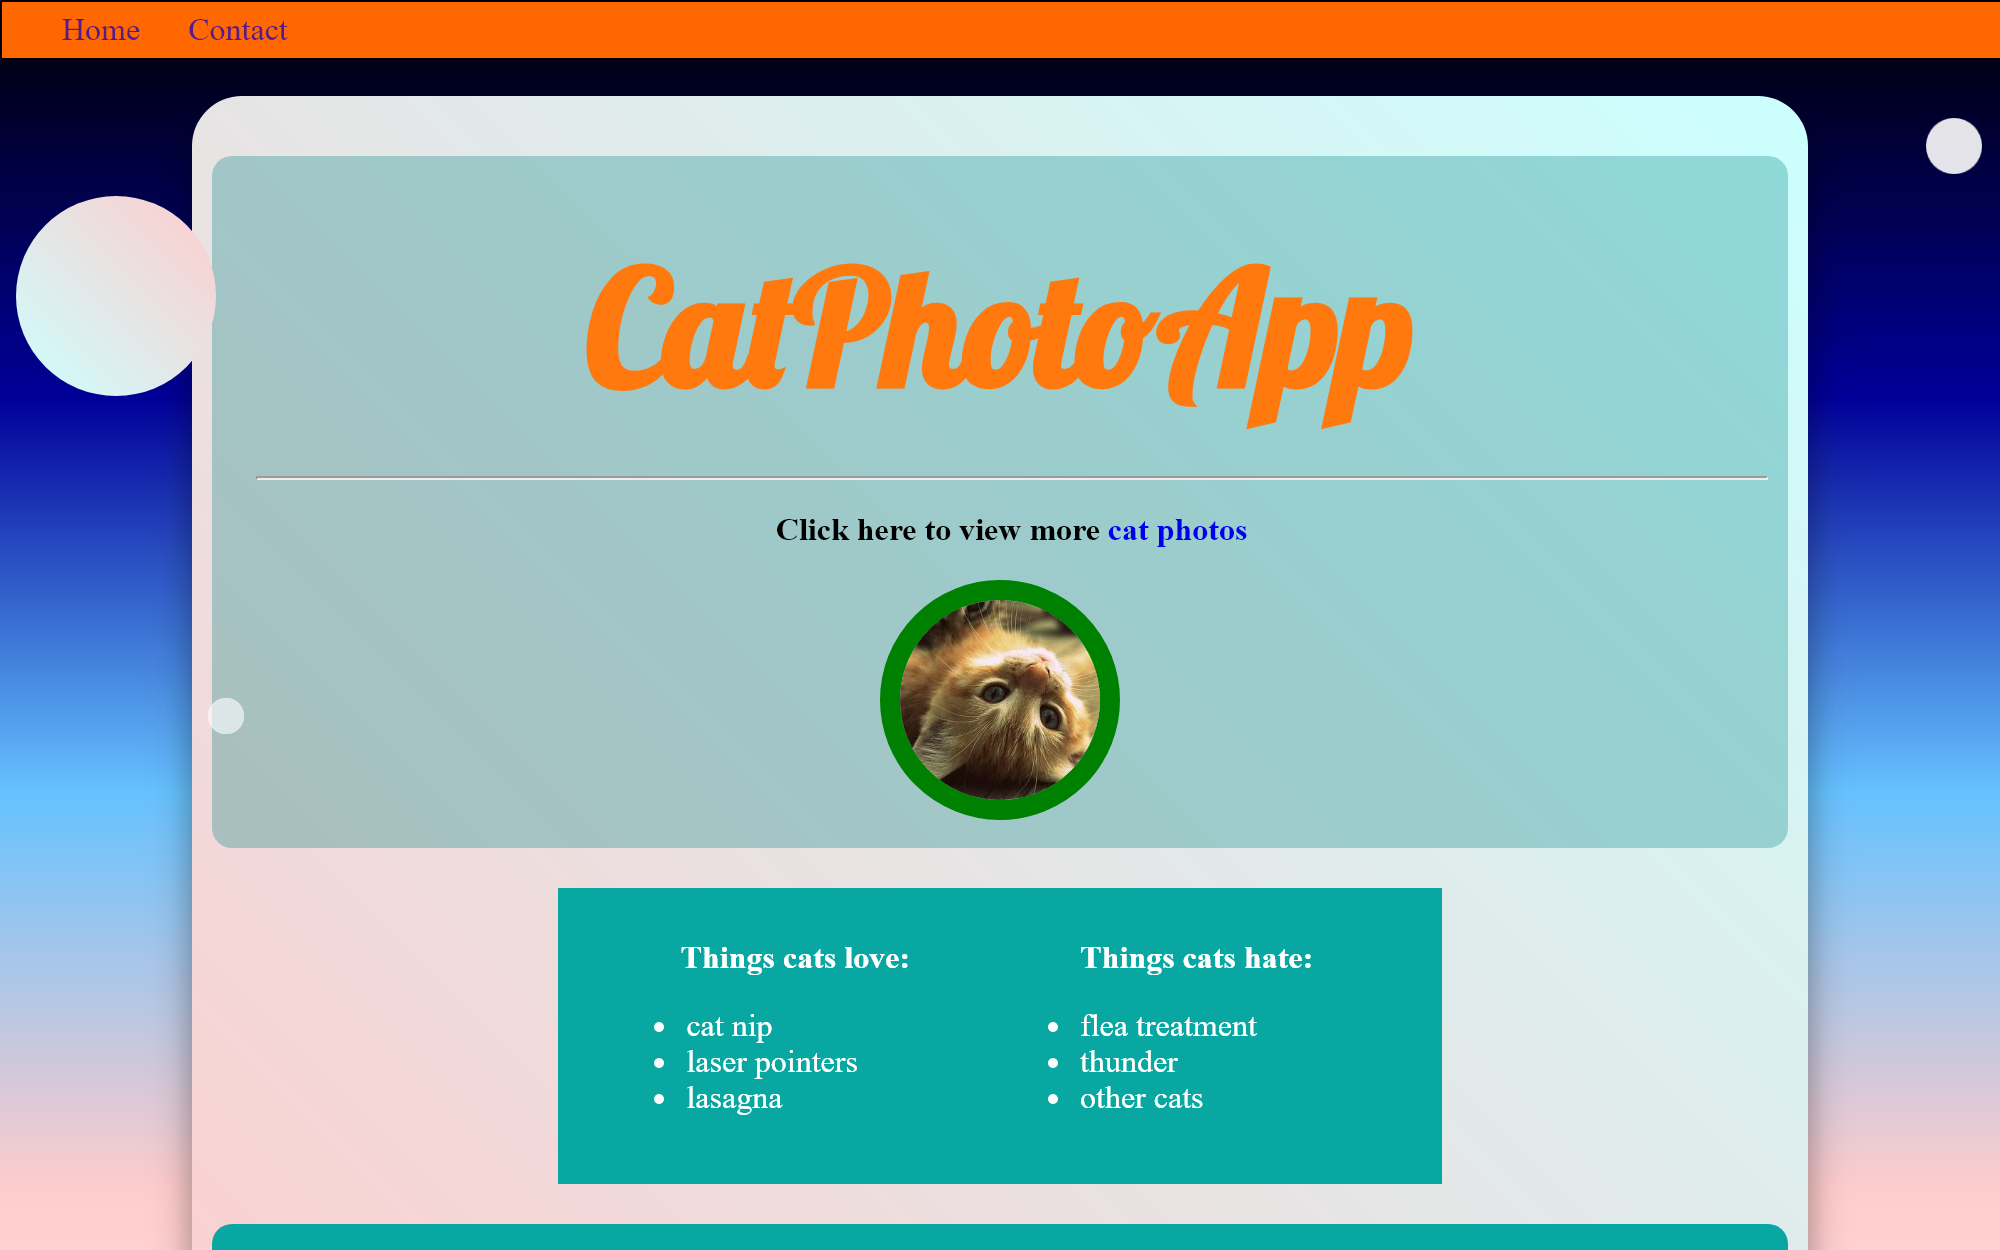 Home Contact
CatPhotoApp
Click here to view more cat photos
Things cats love:
cat nip
laser pointers
lasagna
Things cats hate:
flea treatment
thunder
other cats